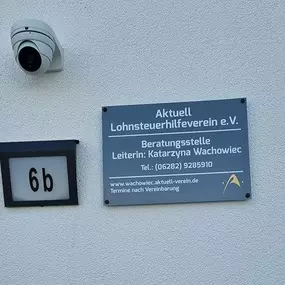 Aktuell
Lohnsteuerhilfeverein e.V.
Beratungsstelle
Leiterin: Katarzyna Wachowiec
Tel.: (06282) 9285910
www.wachowiec.aktuell-verein.de
Termine nach Vereinbarung
6b